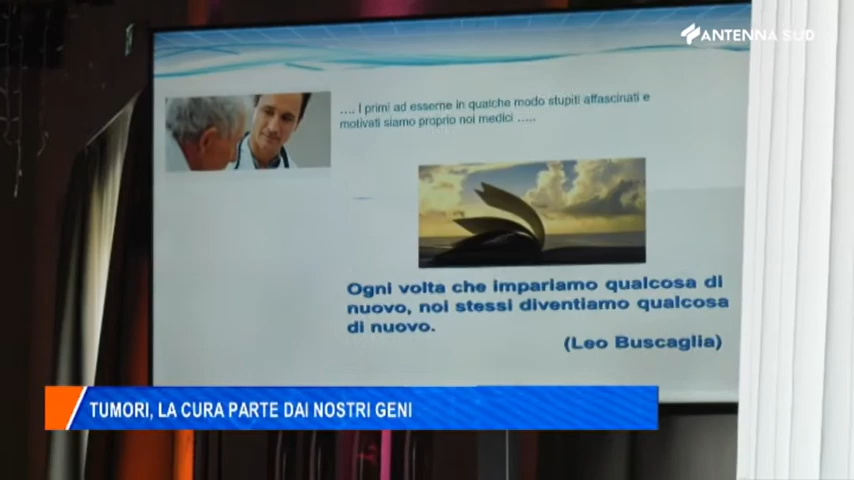 ANTENNA SUD
.... I primi ad esserne in qualche modo stupiti affascinati e
motivati siamo proprio noi medici .....
Ogni volta che impariamo qualcosa di
nuovo, noi stessi diventiamo qualcosa
di nuovo.
(Leo Buscaglia)
TUMORI, LA CURA PARTE DAI NOSTRI GENI